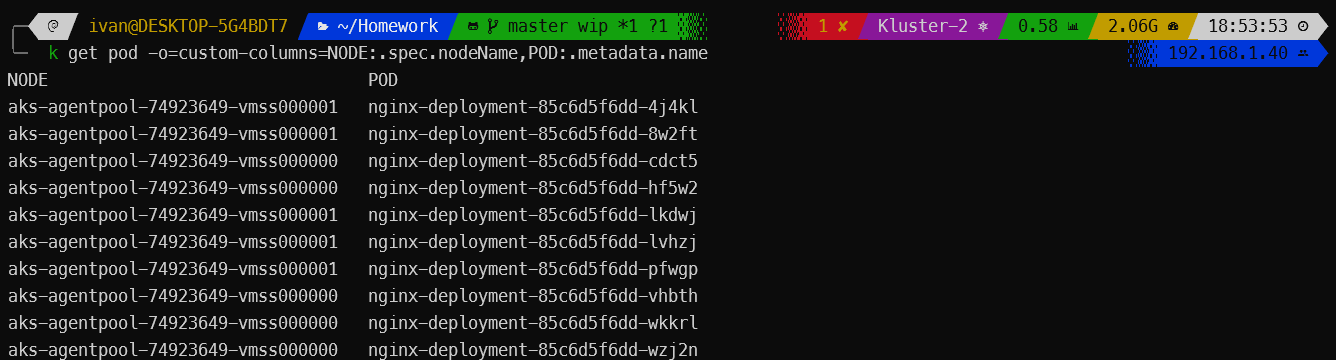 ivan@DESKTOP-5G4BDT7 ~/Homework master wip *1 ?1 1 ✘ Kluster-2 0.58 2.06G 18:53:53
k get pod -o=custom-columns=NODE:.spec.nodeName,POD:.metadata.name 192.168.1.40
NODE POD
aks-agentpool-74923649-vmss000001 nginx-deployment-85c6d5f6dd-4j4kl
aks-agentpool-74923649-vmss000001 nginx-deployment-85c6d5f6dd-8w2ft
aks-agentpool-74923649-vmss000000 nginx-deployment-85c6d5f6dd-cdct5
aks-agentpool-74923649-vmss000000 nginx-deployment-85c6d5f6dd-hf5w2
aks-agentpool-74923649-vmss000001 nginx-deployment-85c6d5f6dd-lkdwj
aks-agentpool-74923649-vmss000001 nginx-deployment-85c6d5f6dd-lvhzj
aks-agentpool-74923649-vmss000001 nginx-deployment-85c6d5f6dd-pfwgp
aks-agentpool-74923649-vmss000000 nginx-deployment-85c6d5f6dd-vhbth
aks-agentpool-74923649-vmss000000 nginx-deployment-85c6d5f6dd-wkkrl
aks-agentpool-74923649-vmss000000 nginx-deployment-85c6d5f6dd-wzj2n